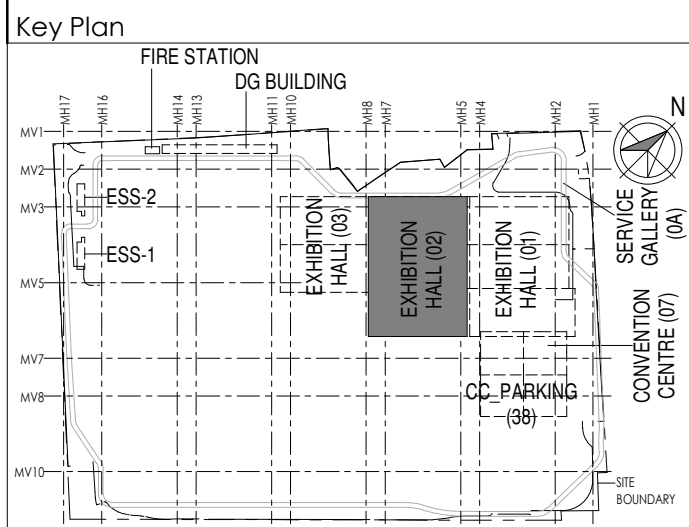 Key Plan
FIRE STATION
DG BUILDING
MH17
MH16
MH14
MH13
MH11
MH10
MH8
MH7
MH5
MH4
MH2
MH1
N
MV1
MV2
MV3
MV5
MV7
MV8
MV10
ESS-2
ESS-1
EXHIBITION
HALL (03)
EXHIBITION
HALL (02)
EXHIBITION
HALL (01)
SERVICE
GALLERY
(0A)
CONVENTION
CENTRE (07)
CC_PARKING
(38)
SITE
BOUNDARY